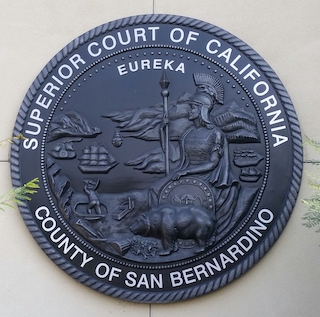 SUPERIOR COURT OF CALIFORNIA
EUREKA
COUNTY OF SAN BERNARDINO